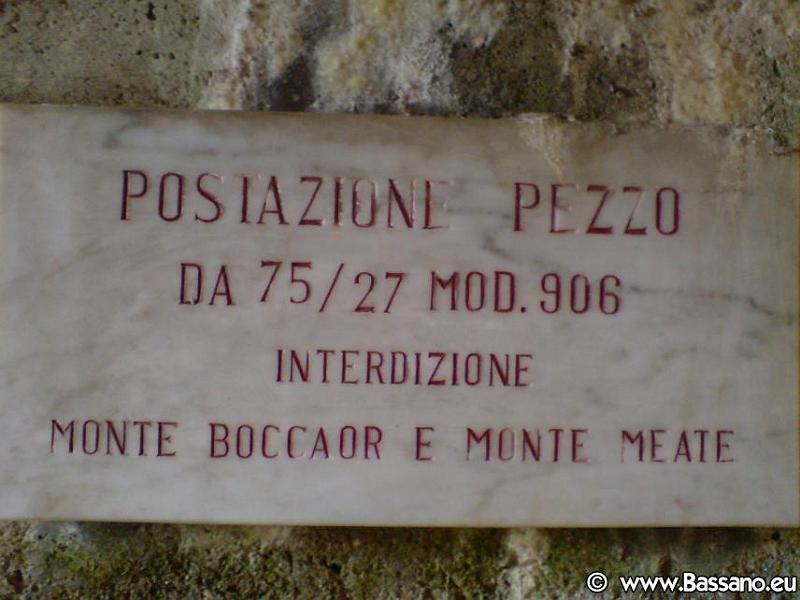 POSTAZIONE PEZZO
DA 75/27 MOD. 906
INTERDIZIONE
MONTE BOCCAOR E MONTE MEATE
© www.Bassano.eu